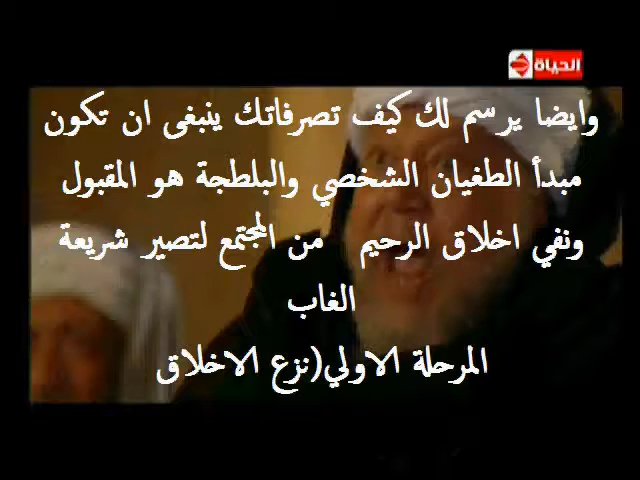 الحياة
وايضا يرسم لك كيف تصرفاتك ينبغى ان تكون
مبدأ الطغيان الشخصي والبلطجة هو المقبول
ونفي اخلاق الرحيم من المجتمع لتصير شريعة
الغاب
المرحلة الاولي(نزع الاخلاق